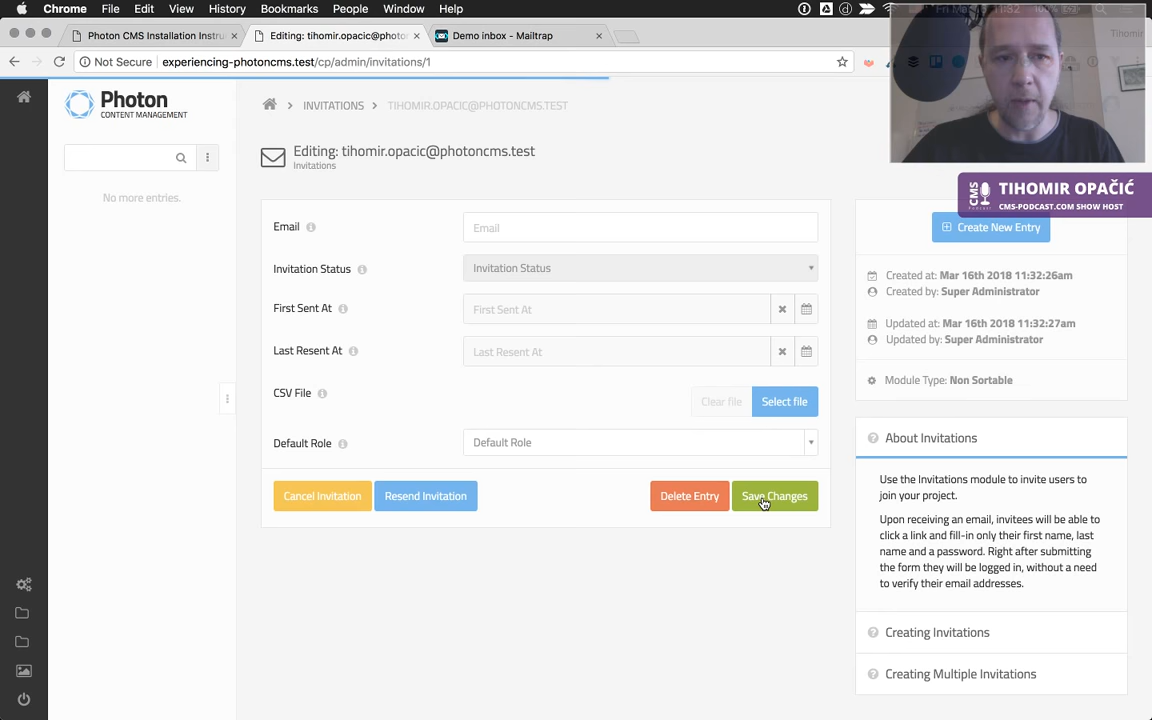 Chrome File Edit View History Bookmarks People Window Help
Photon CMS Installation Instru
Editing: tihomir.opacic@photo
Demo inbox - Mailtrap
Not Secure experiencing-photoncms.test/cp/admin/invitations/1
Photon
CONTENT MANAGEMENT
No more entries.
INVITATIONS
TIHOMIR.OPACIC@PHOTONCMS.TEST
Editing: tihomir.opacic@photoncms.test
Invitations
Email
Email
Invitation Status
Invitation Status
First Sent At
First Sent At
Last Resent At
Last Resent At
CSV File
Clear file
Select file
Default Role
Default Role
Cancel Invitation
Resend Invitation
Delete Entry
Save Changes
CMS
Podcast
TIHOMIR OPAČIĆ
CMS-PODCAST.COM SHOW HOST
Create New Entry
Created at: Mar 16th 2018 11:32:26am
Created by: Super Administrator
Updated at: Mar 16th 2018 11:32:27am
Updated by: Super Administrator
Module Type: Non Sortable
About Invitations
Use the Invitations module to invite users to
join your project.
Upon receiving an email, invitees will be able to
click a link and fill-in only their first name, last
name and a password. Right after submitting
the form they will be logged in, without a need
to verify their email addresses.
Creating Invitations
Creating Multiple Invitations